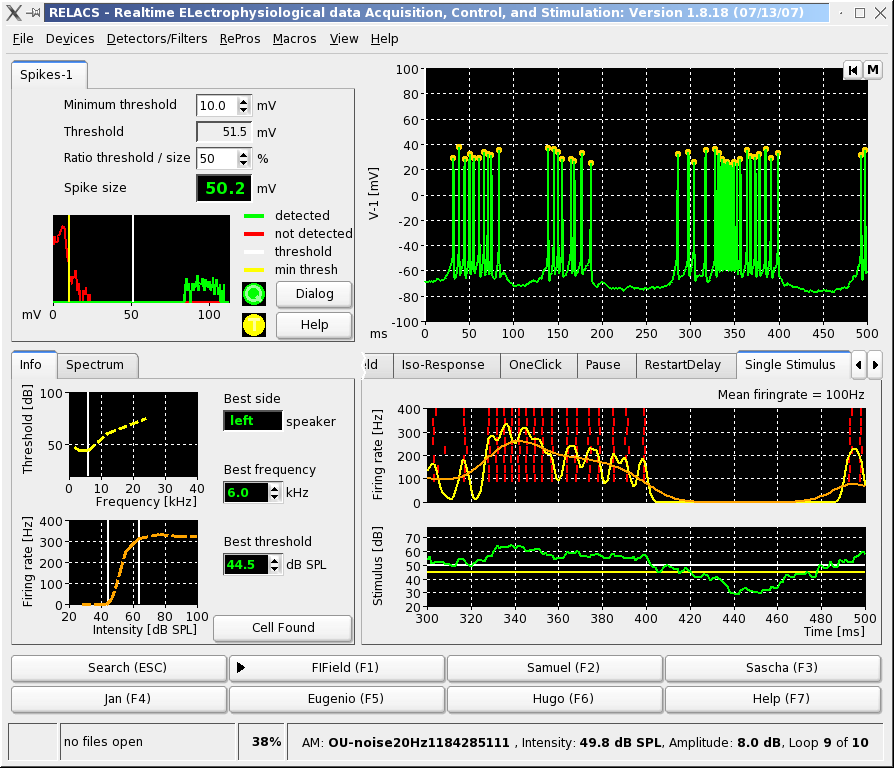 RELACS - Realtime ELectrophysiological data Acquisition, Control, and Stimulation: Version 1.8.18 (07/13/07)
File Devices Detectors/Filters RePros Macros View Help
Spikes-1
Minimum threshold 10.0 mV
Threshold 51.5 mV
Ratio threshold / size 50 %
Spike size 50.2 mV
detected
not detected
threshold
min thresh
Q Dialog
T Help
mV 0 50 100
M
V-1 [mV]
100
80
60
40
20
0
-20
-40
-60
-80
-100
ms 0 50 100 150 200 250 300 350 400 450 500
Info Spectrum
Threshold [dB]
100
50
0 10 20 30 40
Frequency [kHz]
Best side
left speaker
Best frequency
6.0 kHz
Firing rate [Hz]
400
300
200
100
0
20 40 60 80 100
Intensity [dB SPL]
Best threshold
44.5 dB SPL
Cell Found
eld Iso-Response OneClick Pause RestartDelay Single Stimulus
Mean firingrate = 100Hz
Firing rate [Hz]
400
300
200
100
0
Stimulus [dB]
70
60
50
40
30
20
300 320 340 360 380 400 420 440 460 480 500
Time [ms]
Search (ESC) FIField (F1) Samuel (F2) Sascha (F3)
Jan (F4) Eugenio (F5) Hugo (F6) Help (F7)
no files open 38% AM: OU-noise20Hz1184285111 , Intensity: 49.8 dB SPL, Amplitude: 8.0 dB, Loop 9 of 10